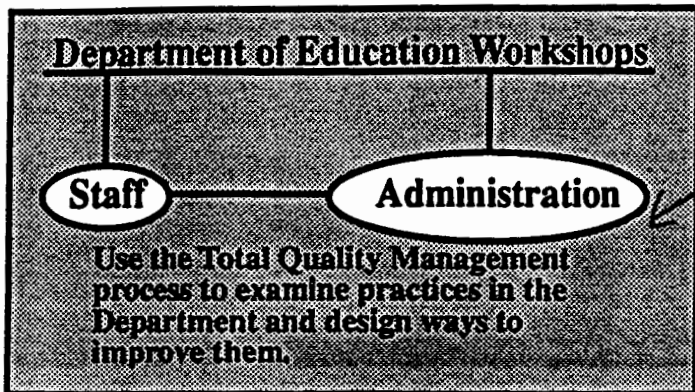 Department of Education Workshops
Staff
Administration
Use the Total Quality Management
process to examine practices in the
Department and design ways to
improve them.